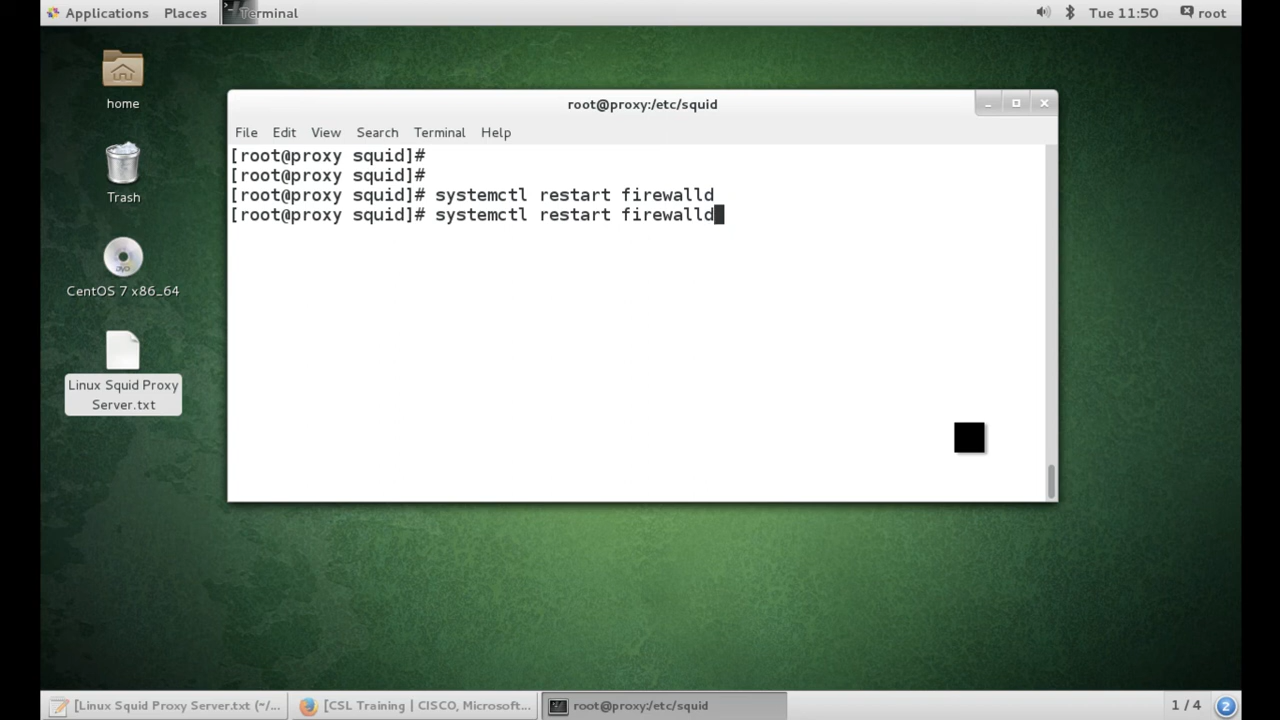 Applications Places Terminal Tue 11:50 root
home
Trash
CentOS 7 x86_64
Linux Squid Proxy
Server.txt
root@proxy:/etc/squid
File Edit View Search Terminal Help
[root@proxy squid]#
[root@proxy squid]#
[root@proxy squid]# systemctl restart firewalld
[root@proxy squid]# systemctl restart firewalld
[Linux Squid Proxy Server.txt (~/... [CSL Training | CISCO, Microsoft... root@proxy:/etc/squid 1 / 4 2